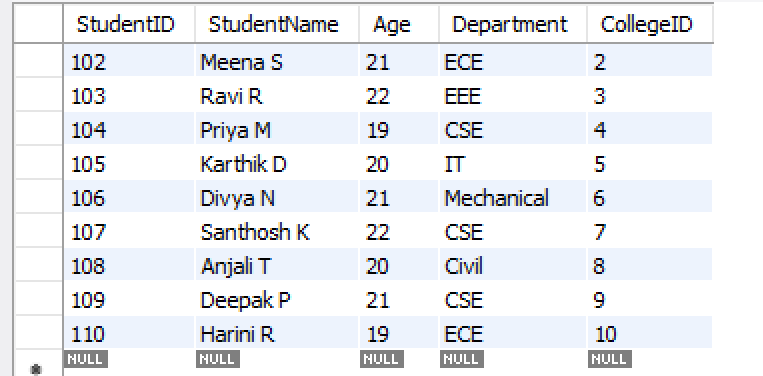 StudentID StudentName Age Department CollegeID
102 Meena S 21 ECE 2
103 Ravi R 22 EEE 3
104 Priya M 19 CSE 4
105 Karthik D 20 IT 5
106 Divya N 21 Mechanical 6
107 Santhosh K 22 CSE 7
108 Anjali T 20 Civil 8
109 Deepak P 21 CSE 9
110 Harini R 19 ECE 10
NULL NULL NULL NULL NULL